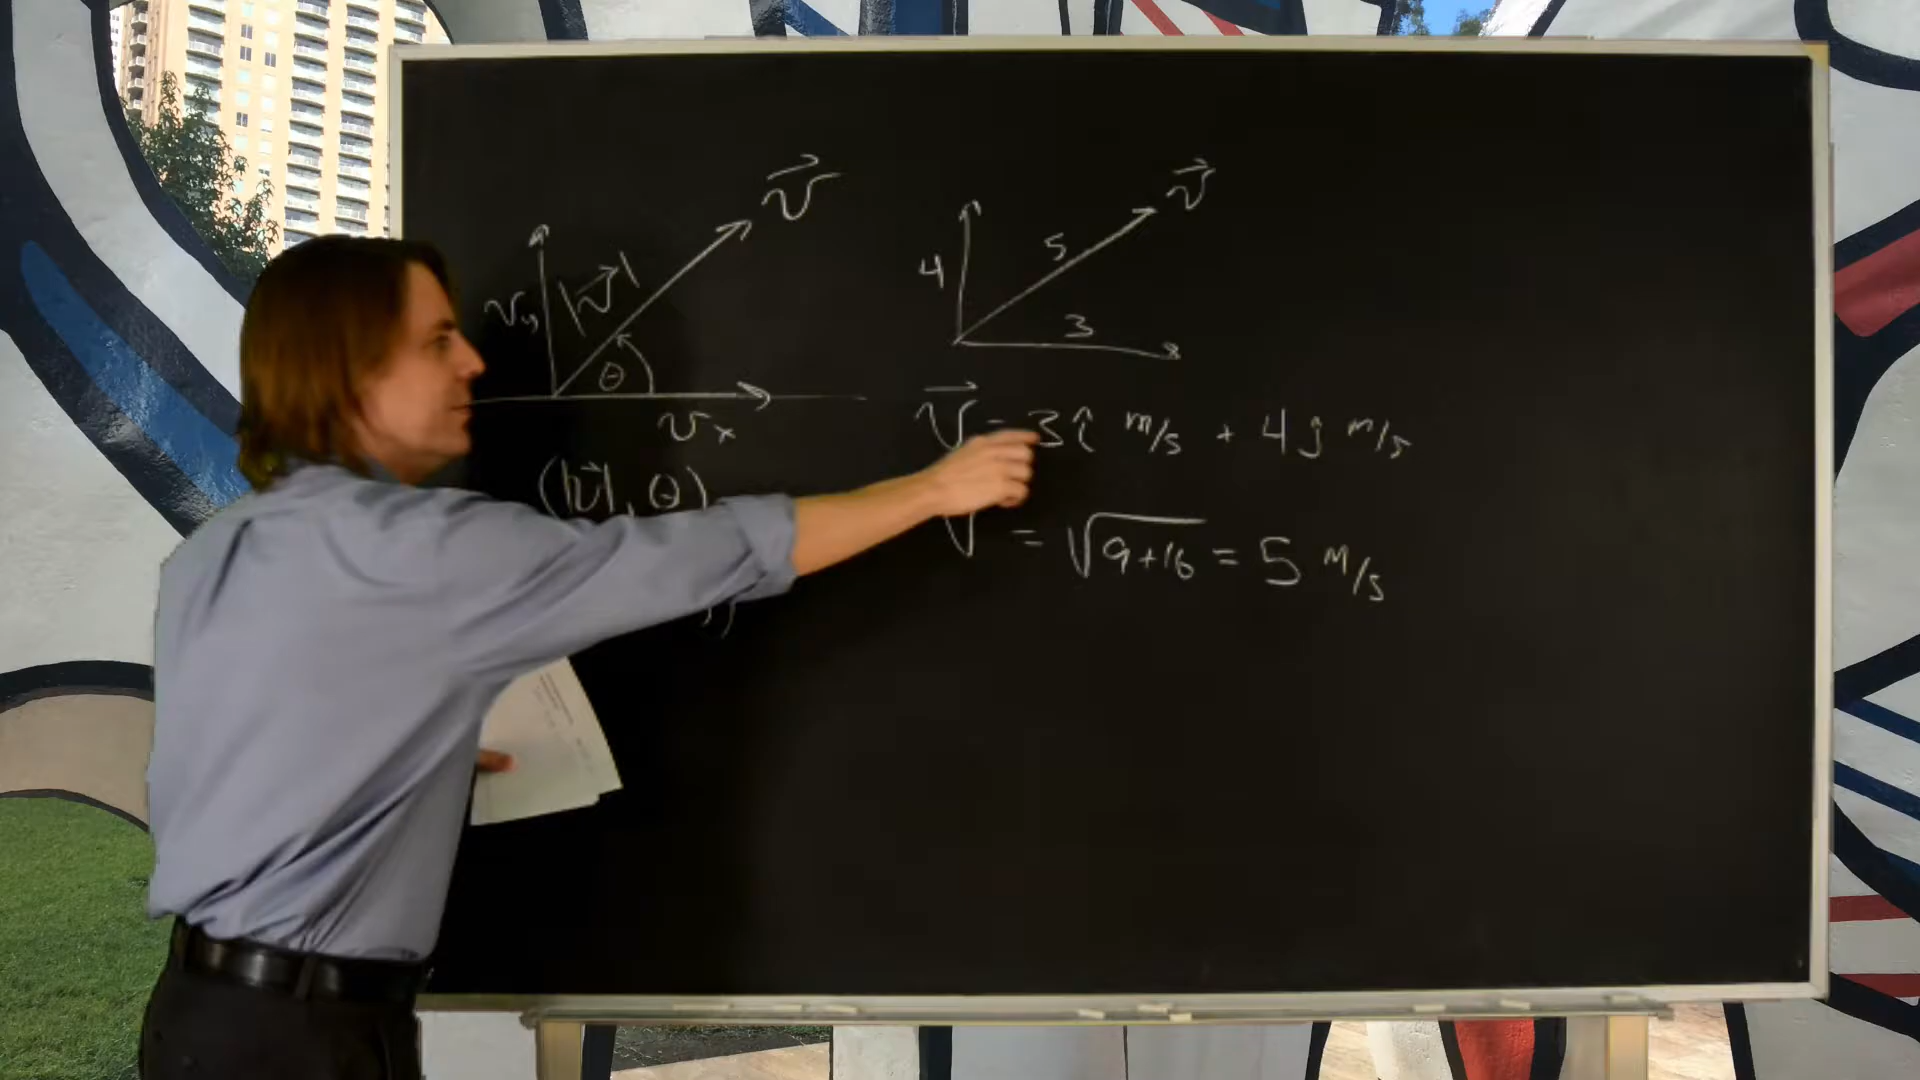 v⃗
v_y
|v⃗|
θ
v_x
(|v⃗|, θ)
v⃗
4
5
3
v⃗ = 3î m/s + 4ĵ m/s
v = √9+16 = 5 m/s